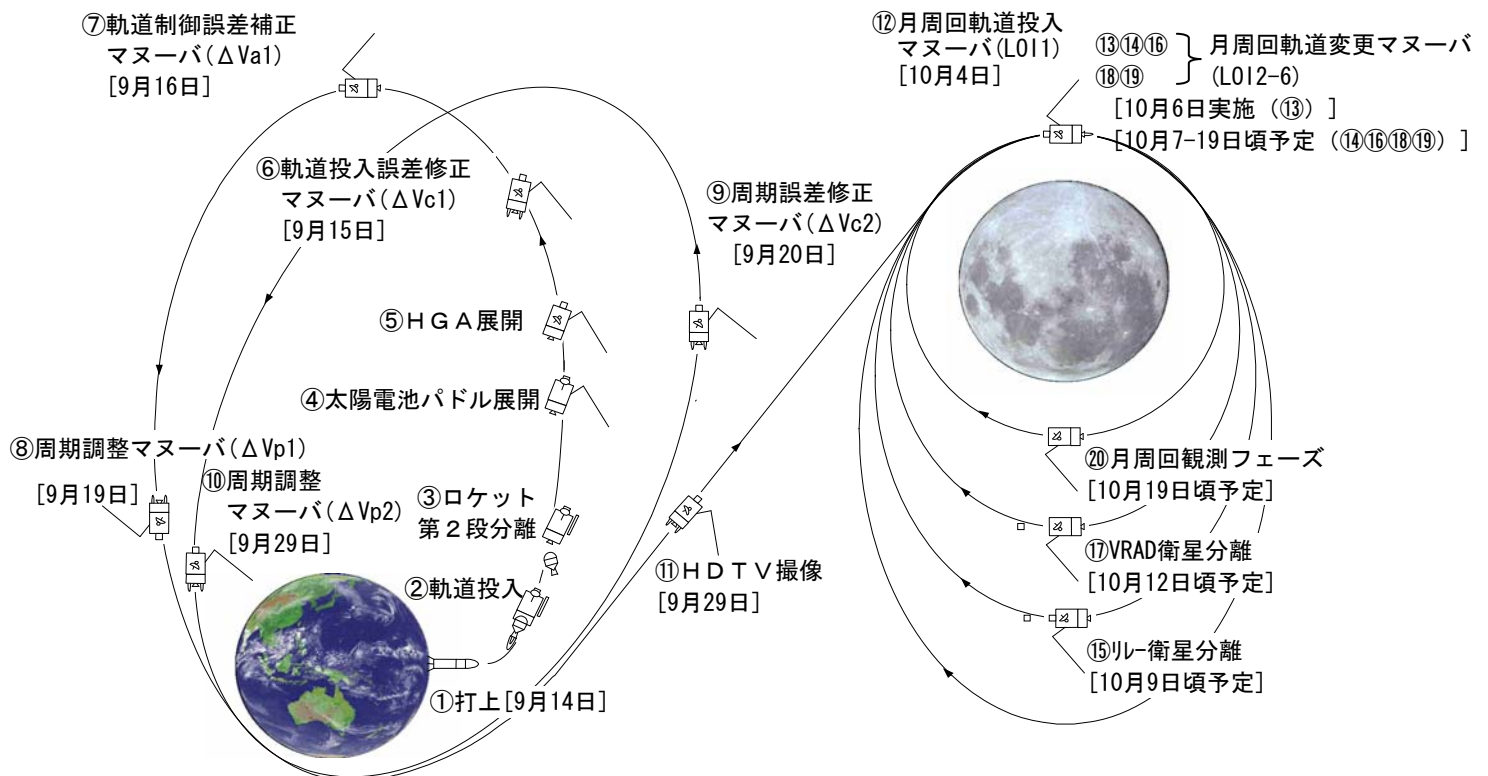 ①打上[9月14日]
②軌道投入
③ロケット
第２段分離
④太陽電池パドル展開
⑤ＨＧＡ展開
⑥軌道投入誤差修正
マヌーバ(ΔVc1)
[9月15日]
⑦軌道制御誤差補正
マヌーバ(ΔVa1)
[9月16日]
⑧周期調整マヌーバ(ΔVp1)
[9月19日]
⑨周期誤差修正
マヌーバ(ΔVc2)
[9月20日]
⑩周期調整
マヌーバ(ΔVp2)
[9月29日]
⑪ＨＤＴＶ撮像
[9月29日]
⑫月周回軌道投入
マヌーバ(LOI1)
[10月4日]
⑬⑭⑯ 月周回軌道変更マヌーバ
⑱⑲ (LOI2-6)
[10月6日実施（⑬）]
[10月7-19日頃予定（⑭⑯⑱⑲）]
⑮ﾘﾚｰ衛星分離
[10月9日頃予定]
⑰VRAD衛星分離
[10月12日頃予定]
⑳月周回観測フェーズ
[10月19日頃予定]